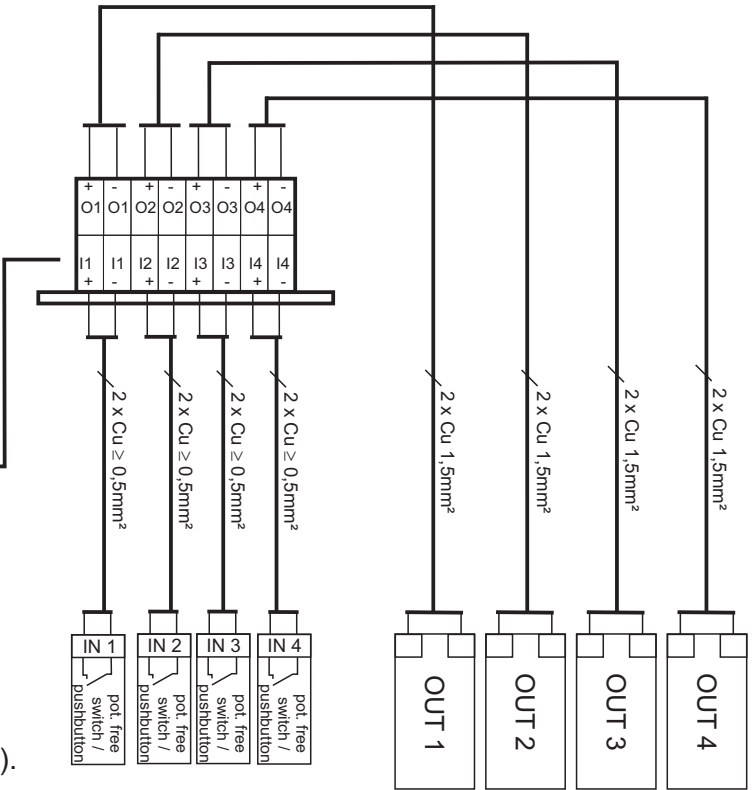 + - + - + - + -
O1 O1 O2 O2 O3 O3 O4 O4
I1 I1 I2 I2 I3 I3 I4 I4
+ - + - + - + -
2 x Cu ≥ 0,5mm²
2 x Cu ≥ 0,5mm²
2 x Cu ≥ 0,5mm²
2 x Cu ≥ 0,5mm²
2 x Cu 1,5mm²
2 x Cu 1,5mm²
2 x Cu 1,5mm²
2 x Cu 1,5mm²
IN 1
pot. free
switch /
pushbutton
IN 2
pot. free
switch /
pushbutton
IN 3
pot. free
switch /
pushbutton
IN 4
pot. free
switch /
pushbutton
OUT 1
OUT 2
OUT 3
OUT 4
).